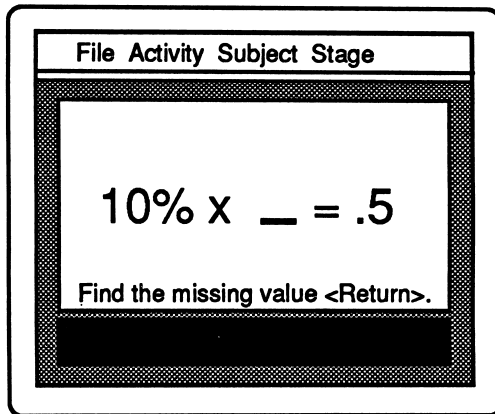 File Activity Subject Stage
10% x _ = .5
Find the missing value <Return>.